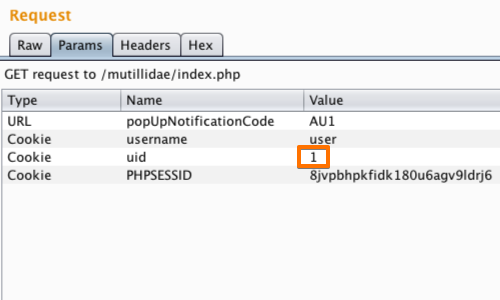 Request
Raw Params Headers Hex
GET request to /mutillidae/index.php
Type Name Value
URL popUpNotificationCode AU1
Cookie username user
Cookie uid 1
Cookie PHPSESSID 8jvpbhpkfidk180u6agv9ldrj6